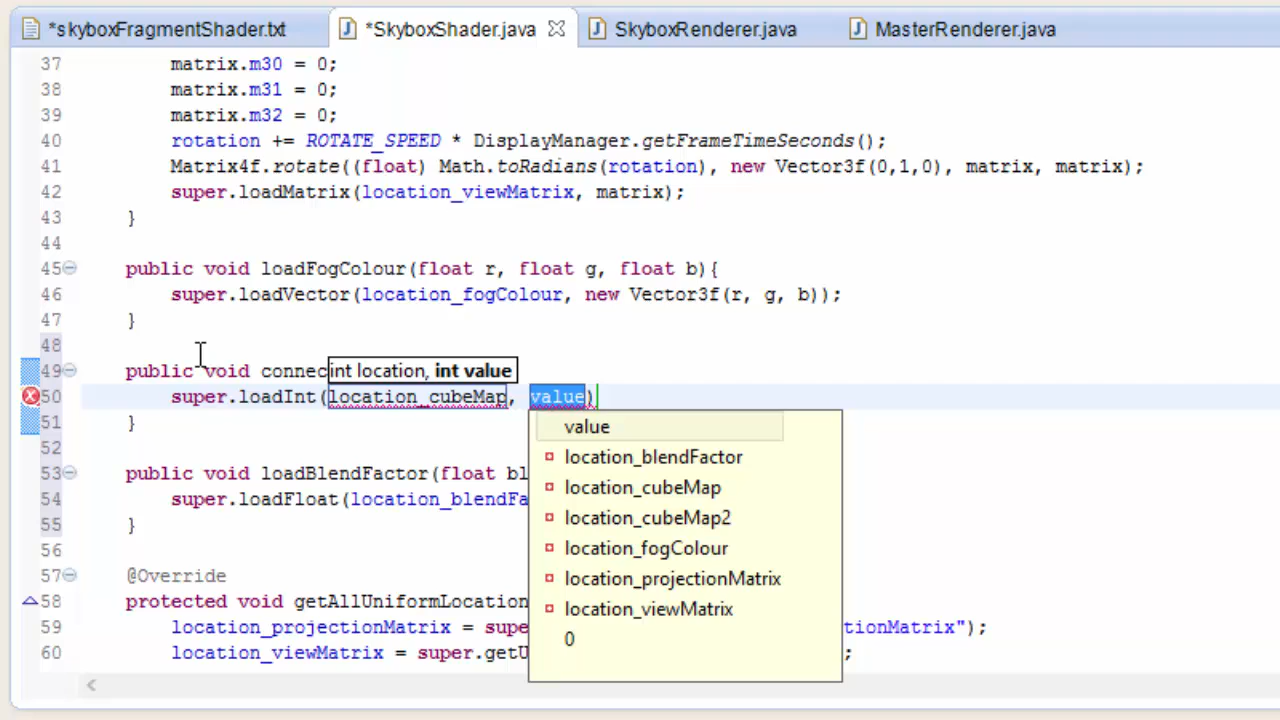 *skyboxFragmentShader.txt *SkyboxShader.java SkyboxRenderer.java MasterRenderer.java
37 matrix.m30 = 0;
38 matrix.m31 = 0;
39 matrix.m32 = 0;
40 rotation += ROTATE_SPEED * DisplayManager.getFrameTimeSeconds();
41 Matrix4f.rotate((float) Math.toRadians(rotation), new Vector3f(0,1,0), matrix, matrix);
42 super.loadMatrix(location_viewMatrix, matrix);
43 }
44
45 public void loadFogColour(float r, float g, float b){
46 super.loadVector(location_fogColour, new Vector3f(r, g, b));
47 }
48
49 public void connec
int location, int value
50 super.loadInt(location_cubeMap, value)
51 }
52
53 public void loadBlendFactor(float bl
54 super.loadFloat(location_blendFa
55 }
56
57 @Override
58 protected void getAllUniformLocation
59 location_projectionMatrix = supe tionMatrix");
60 location_viewMatrix = super.getU ;
value
location_blendFactor
location_cubeMap
location_cubeMap2
location_fogColour
location_projectionMatrix
location_viewMatrix
0